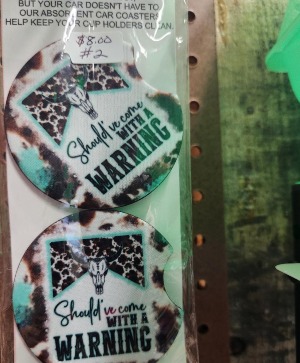 BUT YOUR CAR DOESN'T HAVE TO
OUR ABSORBENT CAR COASTERS
HELP KEEP YOUR CUP HOLDERS CLEAN.
$8.00
#2
Should've come
WITH A
WARNING
Should've come
WITH A
WARNING